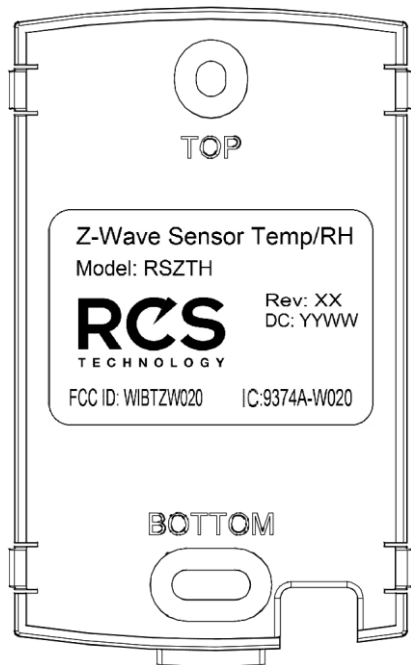 TOP
Z-Wave Sensor Temp/RH
Model: RSZTH
RCS
TECHNOLOGY
Rev: XX
DC: YYWW
FCC ID: WIBTZW020 IC:9374A-W020
BOTTOM